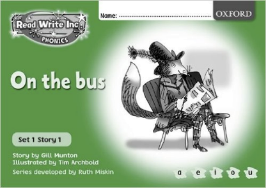 Name:
OXFORD
Read Write Inc.
PHONICS
On the bus
Set 1 Story 1
Story by Gill Munton
Illustrated by Tim Archbold
Series developed by Ruth Miskin
a e i o u